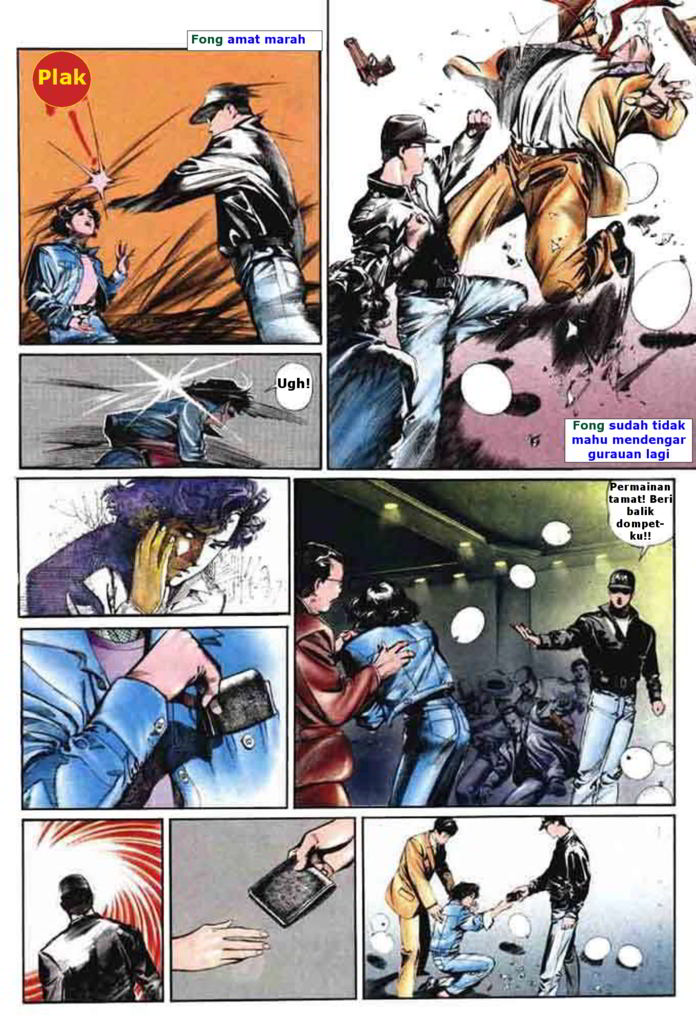 Fong amat marah
Plak
Ugh!
Fong sudah tidak
mahu mendengar
gurauan lagi
Permainan
tamat! Beri
balik
dompet-
ku!!